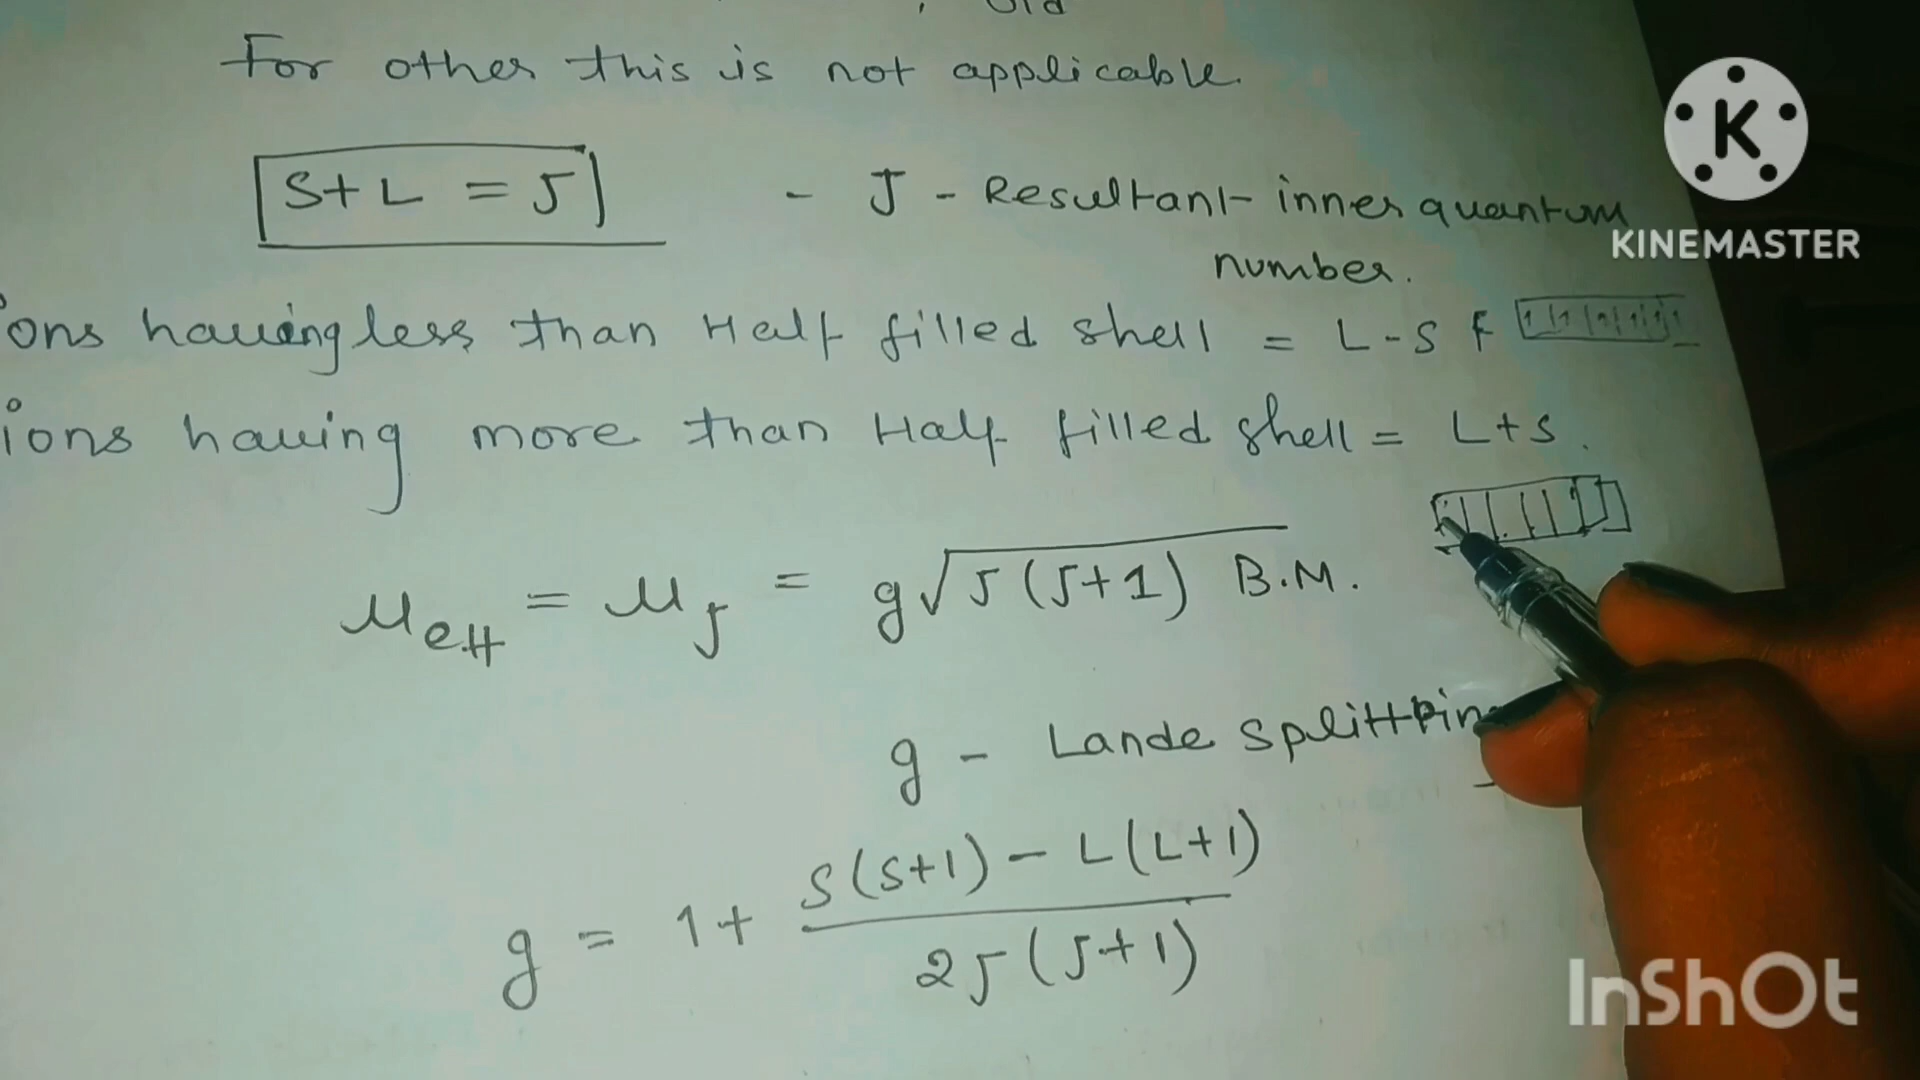 For other this is not applicable.
S+L = J - J - Resultant inner quantum
number.
ions having less than Half filled shell = L-S F
ions having more than Half filled shell = L+S.
μeff = μJ = g√J(J+1) B.M.
g - Lande splitting
g = 1 + S(S+1) - L(L+1) / 2J(J+1)
K
KINEMASTER
InShOt